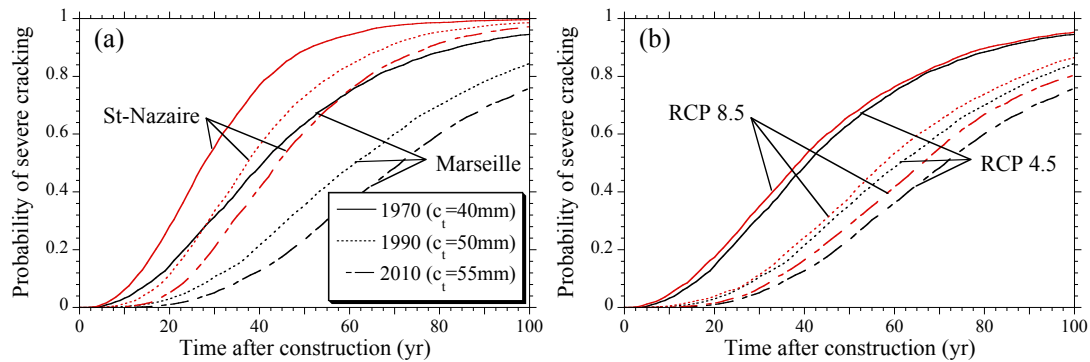 (a)
Probability of severe cracking
1
0.8
0.6
0.4
0.2
0
St-Nazaire
Marseille
1970 (c_t=40mm)
1990 (c_t=50mm)
2010 (c_t=55mm)
0 20 40 60 80 100
Time after construction (yr)
(b)
Probability of severe cracking
1
0.8
0.6
0.4
0.2
0
RCP 8.5
RCP 4.5
0 20 40 60 80 100
Time after construction (yr)